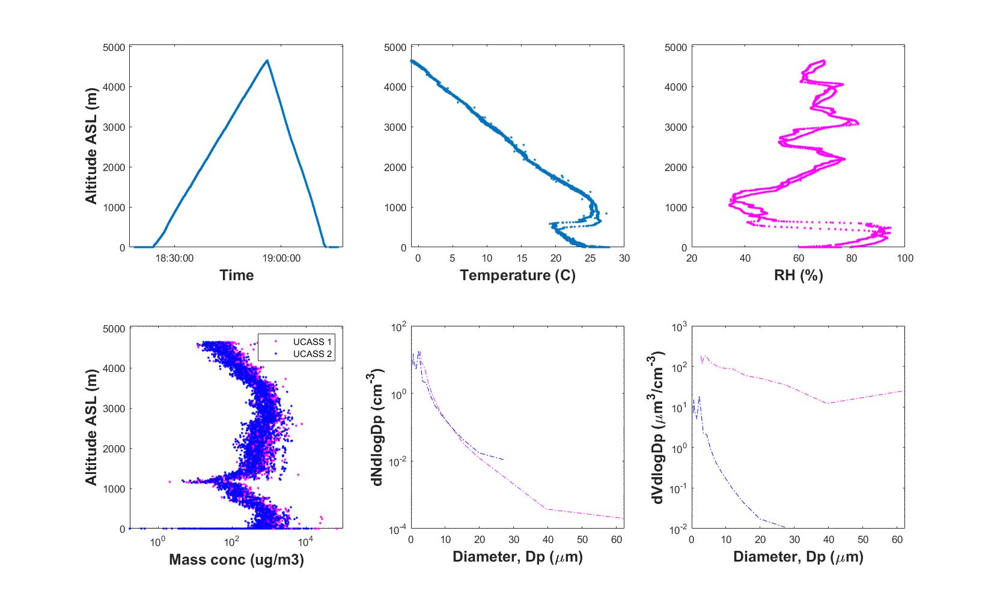 5000
4000
3000
2000
1000
0
Altitude ASL (m)
18:30:00 19:00:00
Time
5000
4000
3000
2000
1000
0
0 5 10 15 20 25 30
Temperature (C)
5000
4000
3000
2000
1000
0
20 40 60 80 100
RH (%)
5000
4000
3000
2000
1000
0
Altitude ASL (m)
UCASS 1
UCASS 2
10^0 10^2 10^4
Mass conc (ug/m3)
10^2
10^0
10^-2
10^-4
dNdlogDp (cm^-3)
0 10 20 30 40 50 60
Diameter, Dp (μm)
10^3
10^2
10^1
10^0
10^-1
10^-2
dVdlogDp (μm^3/cm^-3)
0 10 20 30 40 50 60
Diameter, Dp (μm)